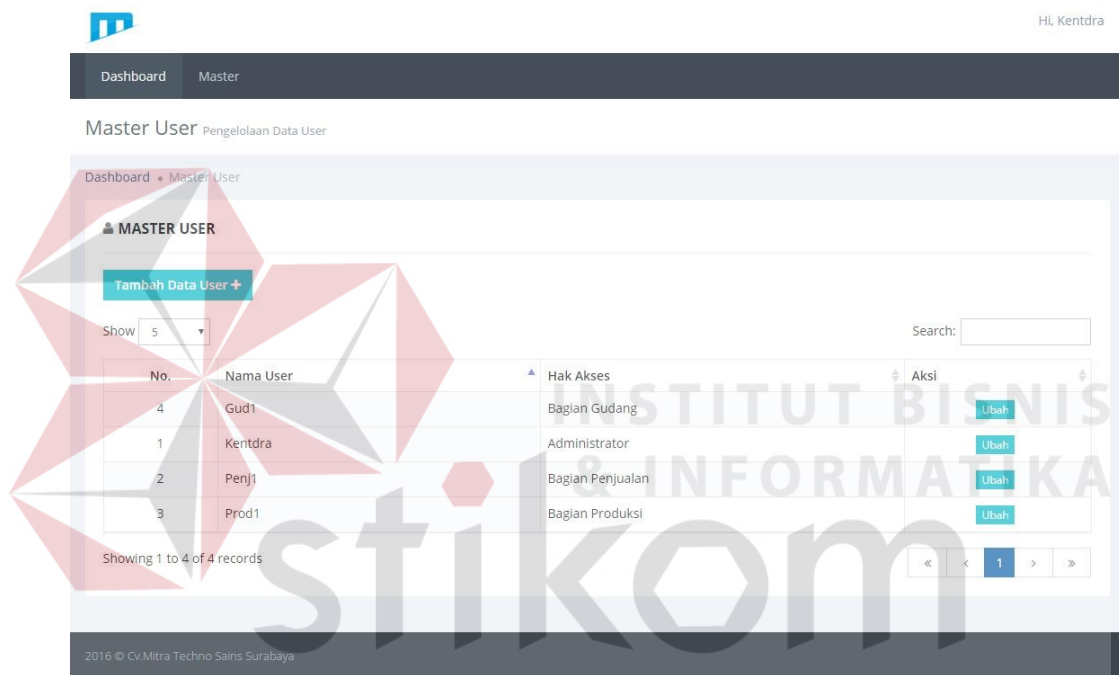 Hi, Kentdra
Dashboard Master
Master User Pengelolaan Data User
Dashboard • Master User
MASTER USER
Tambah Data User +
Show 5 Search:
No. Nama User Hak Akses Aksi
4 Gud1 Bagian Gudang Ubah
1 Kentdra Administrator Ubah
2 Penj1 Bagian Penjualan Ubah
3 Prod1 Bagian Produksi Ubah
Showing 1 to 4 of 4 records « < 1 > »
2016 © Cv.Mitra Techno Sains Surabaya
INSTITUT BISNIS
& INFORMATIKA
stikom